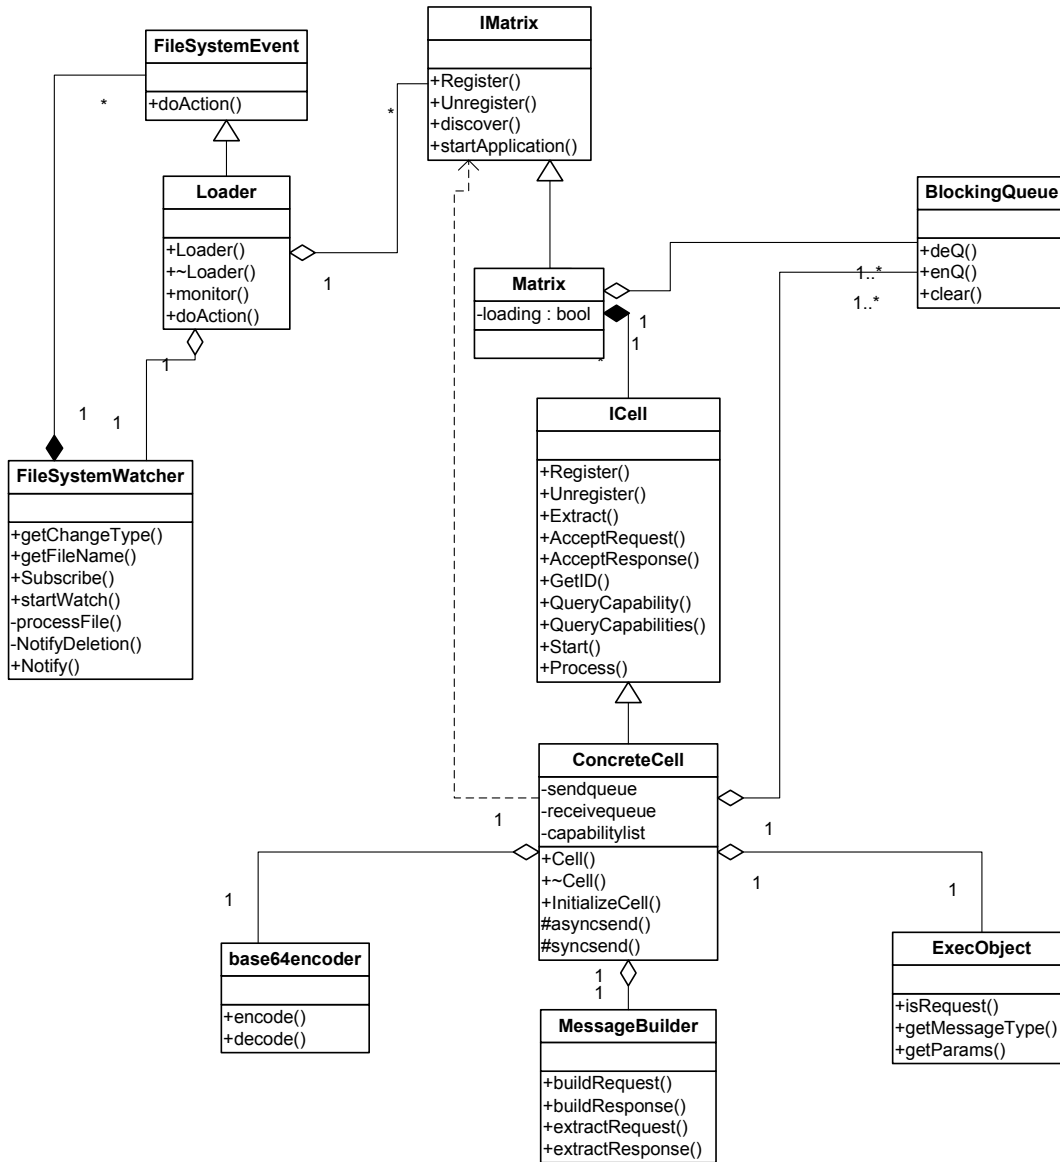 IMatrix
+Register()
+Unregister()
+discover()
+startApplication()
FileSystemEvent
+doAction()
*
*
Loader
+Loader()
+~Loader()
+monitor()
+doAction()
1
1
BlockingQueue
+deQ()
+enQ()
+clear()
1..*
1..*
Matrix
-loading : bool
1
1
*
1
1
FileSystemWatcher
+getChangeType()
+getFileName()
+Subscribe()
+startWatch()
-processFile()
-NotifyDeletion()
+Notify()
ICell
+Register()
+Unregister()
+Extract()
+AcceptRequest()
+AcceptResponse()
+GetID()
+QueryCapability()
+QueryCapabilities()
+Start()
+Process()
ConcreteCell
-sendqueue
-receivequeue
-capabilitylist
+Cell()
+~Cell()
+InitializeCell()
#asyncsend()
#syncsend()
1
1
1
1
1
1
1
base64encoder
+encode()
+decode()
ExecObject
+isRequest()
+getMessageType()
+getParams()
MessageBuilder
+buildRequest()
+buildResponse()
+extractRequest()
+extractResponse()